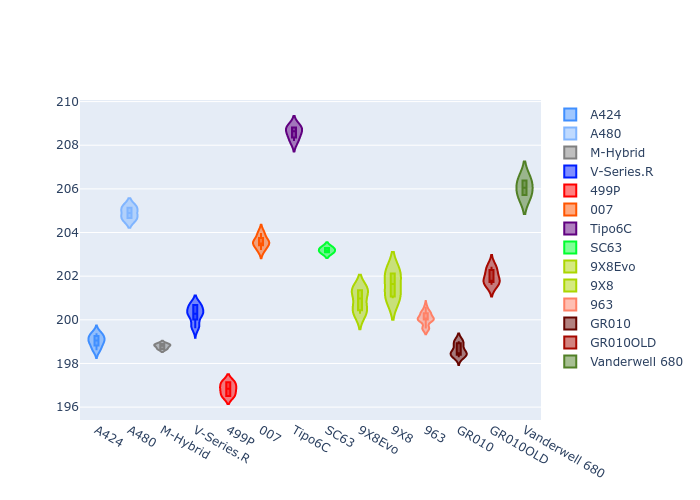 210
208
206
204
202
200
198
196
A424
A480
M-Hybrid
V-Series.R
499P
007
Tipo6C
SC63
9X8Evo
9X8
963
GR010
GR010OLD
Vanderwell 680
A424
A480
M-Hybrid
V-Series.R
499P
007
Tipo6C
SC63
9X8Evo
9X8
963
GR010
GR010OLD
Vanderwell 680